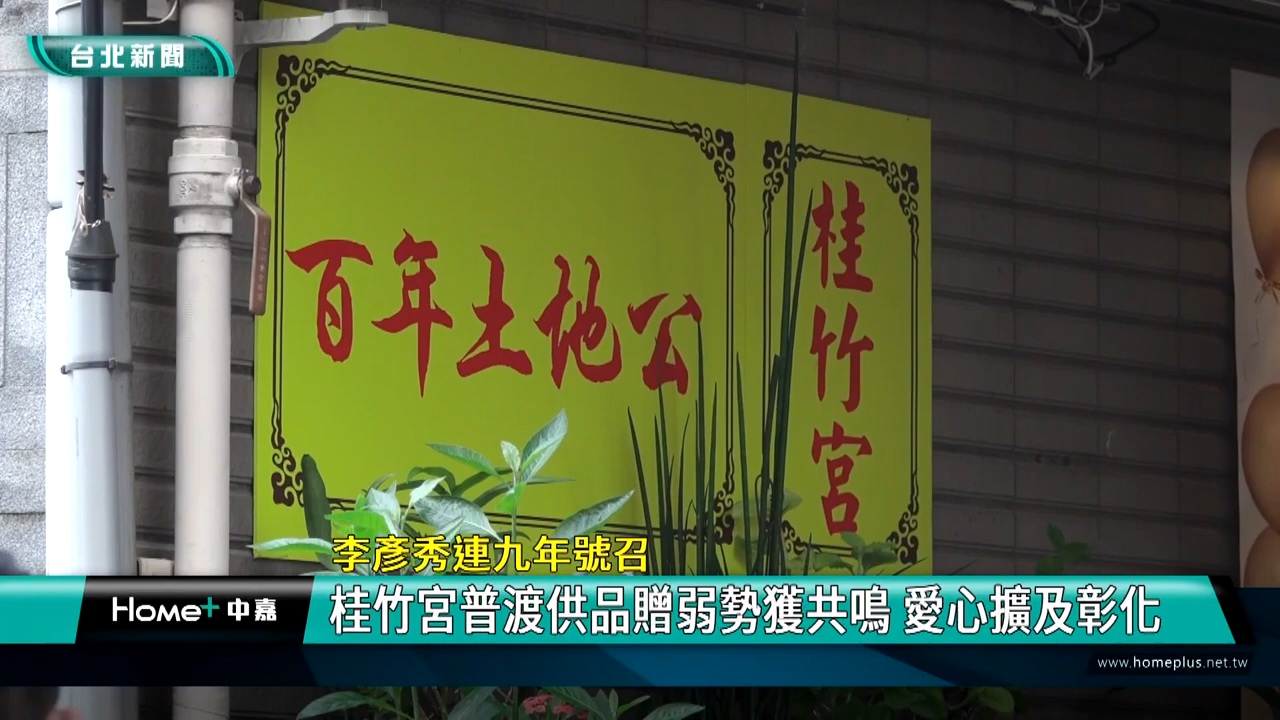 台北新聞
百年土地公
桂竹宮
李彥秀連九年號召
Home+ 中嘉
桂竹宮普渡供品贈弱勢獲共鳴 愛心擴及彰化
www.homeplus.net.tw